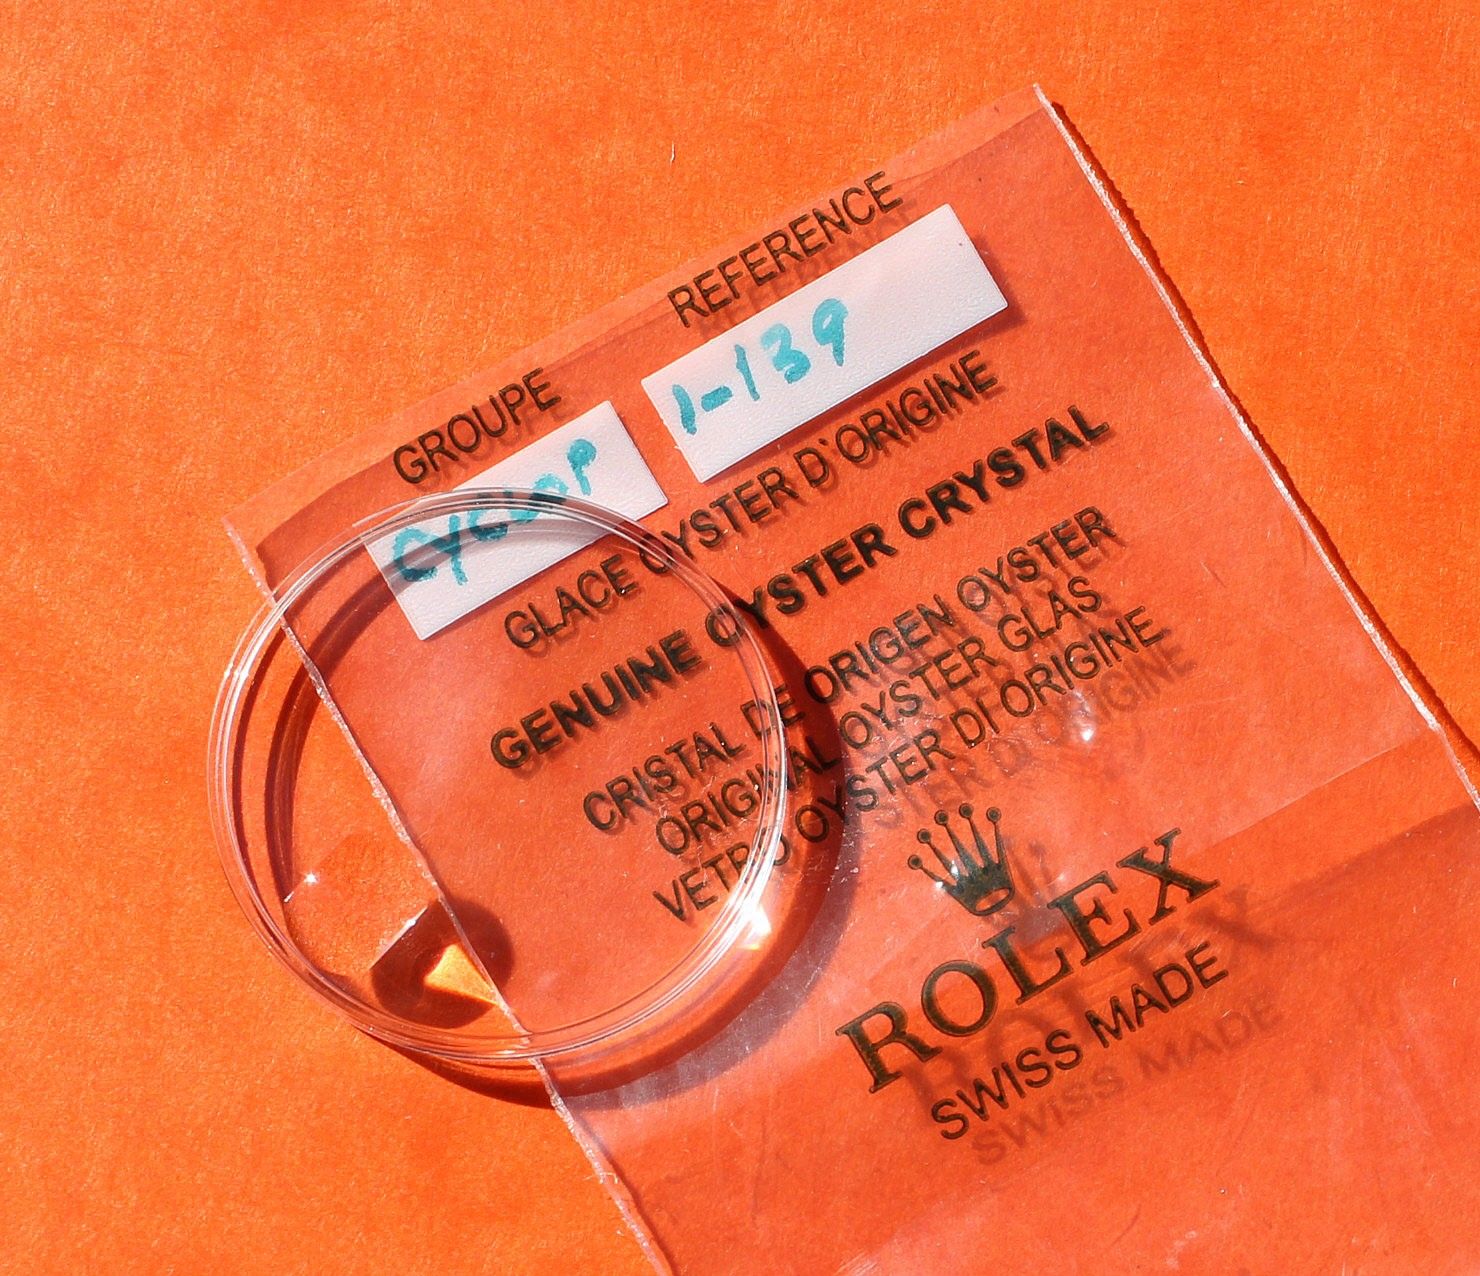 GROUPE REFERENCE
CYCLOP 1-139
GLACE OYSTER D'ORIGINE
GENUINE OYSTER CRYSTAL
CRISTAL DE ORIGEN OYSTER
ORIGINAL OYSTER GLAS
VETRO OYSTER DI ORIGINE
ROLEX
SWISS MADE